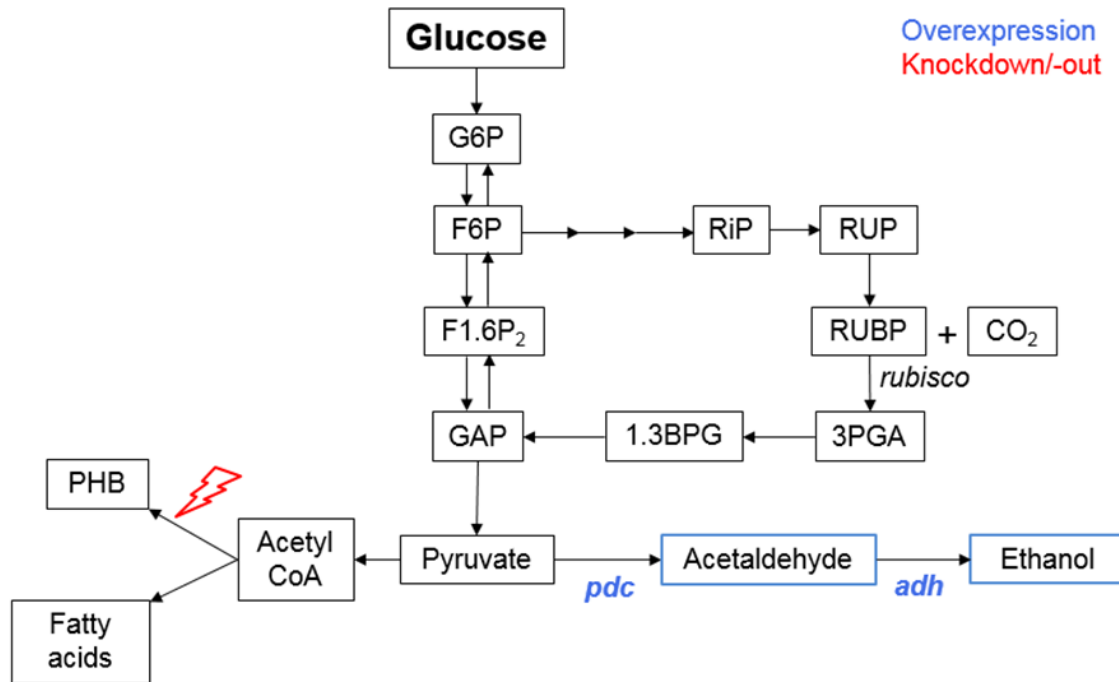 Glucose
Overexpression
Knockdown/-out
G6P
F6P
RiP
RUP
F1.6P₂
RUBP + CO₂
rubisco
GAP
1.3BPG
3PGA
PHB
Acetyl
CoA
Pyruvate
Acetaldehyde
Ethanol
pdc
adh
Fatty
acids